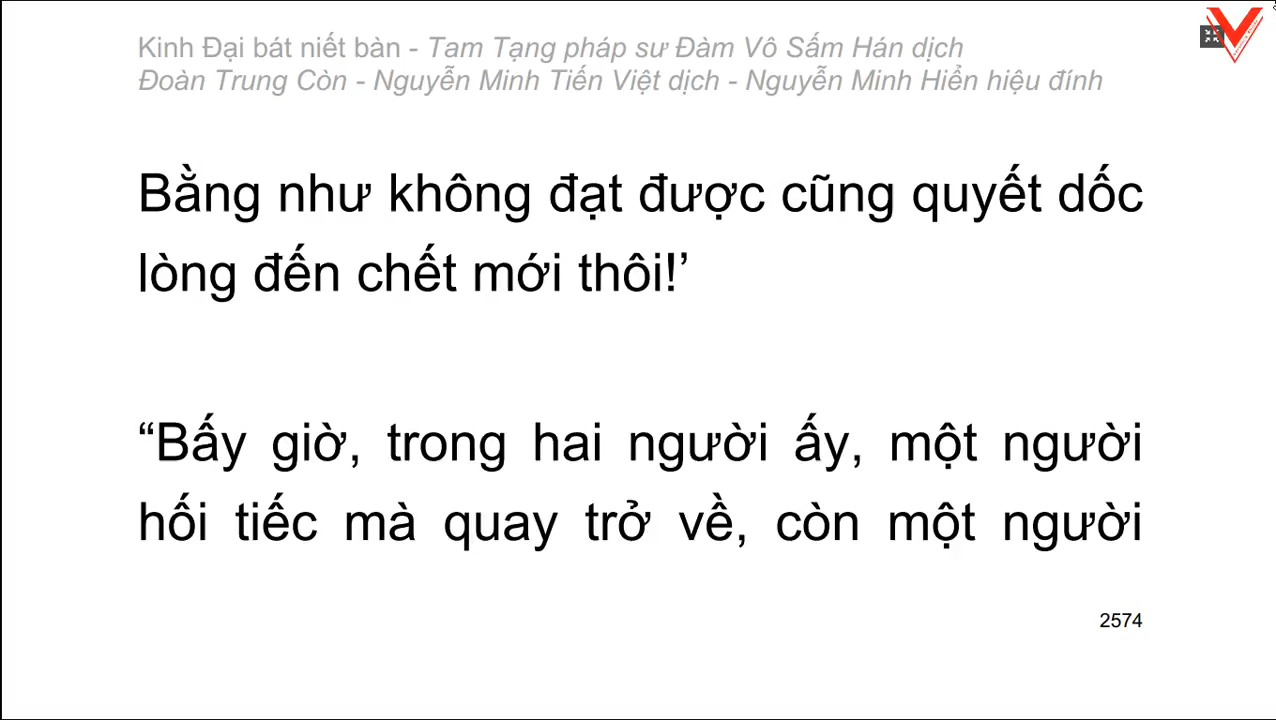 Kinh Đại bát niết bàn - Tam Tạng pháp sư Đàm Vô Sấm Hán dịch
Đoàn Trung Còn - Nguyễn Minh Tiến Việt dịch - Nguyễn Minh Hiển hiệu đính
Bằng như không đạt được cũng quyết dốc
lòng đến chết mới thôi!’
“Bấy giờ, trong hai người ấy, một người
hối tiếc mà quay trở về, còn một người
2574